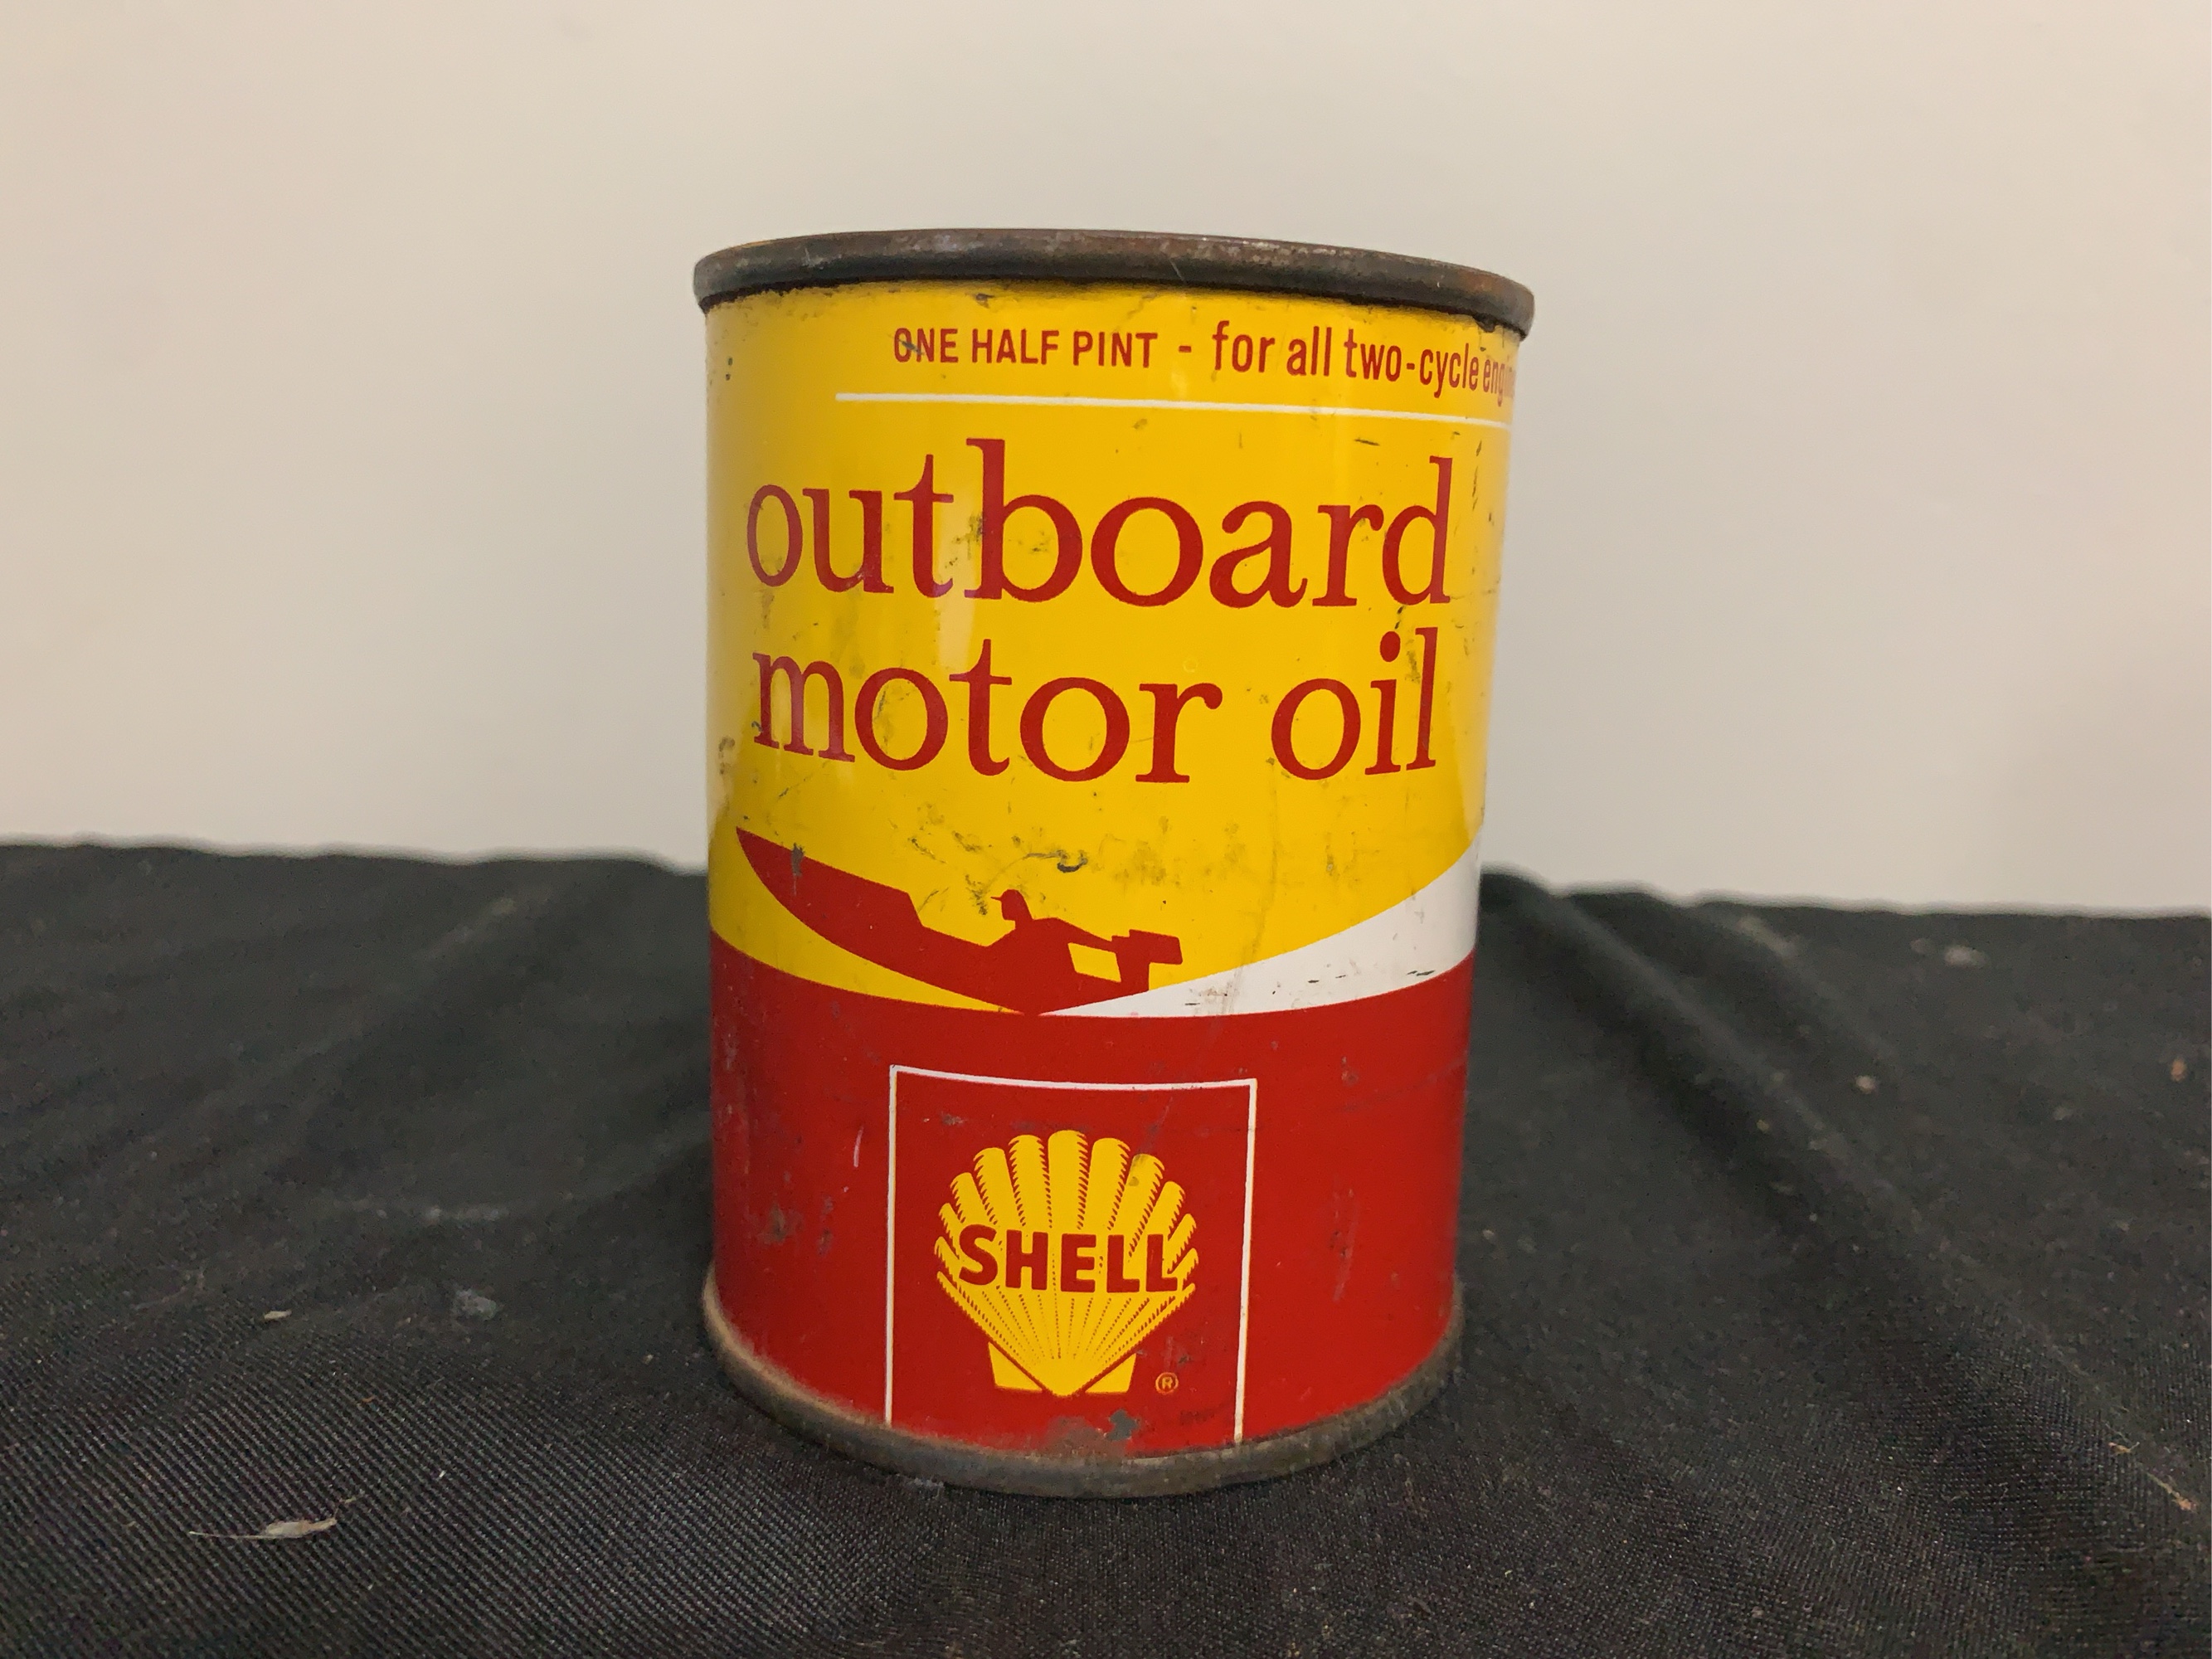 ONE HALF PINT - for all two-cycle
outboard
motor oil
SHELL
®